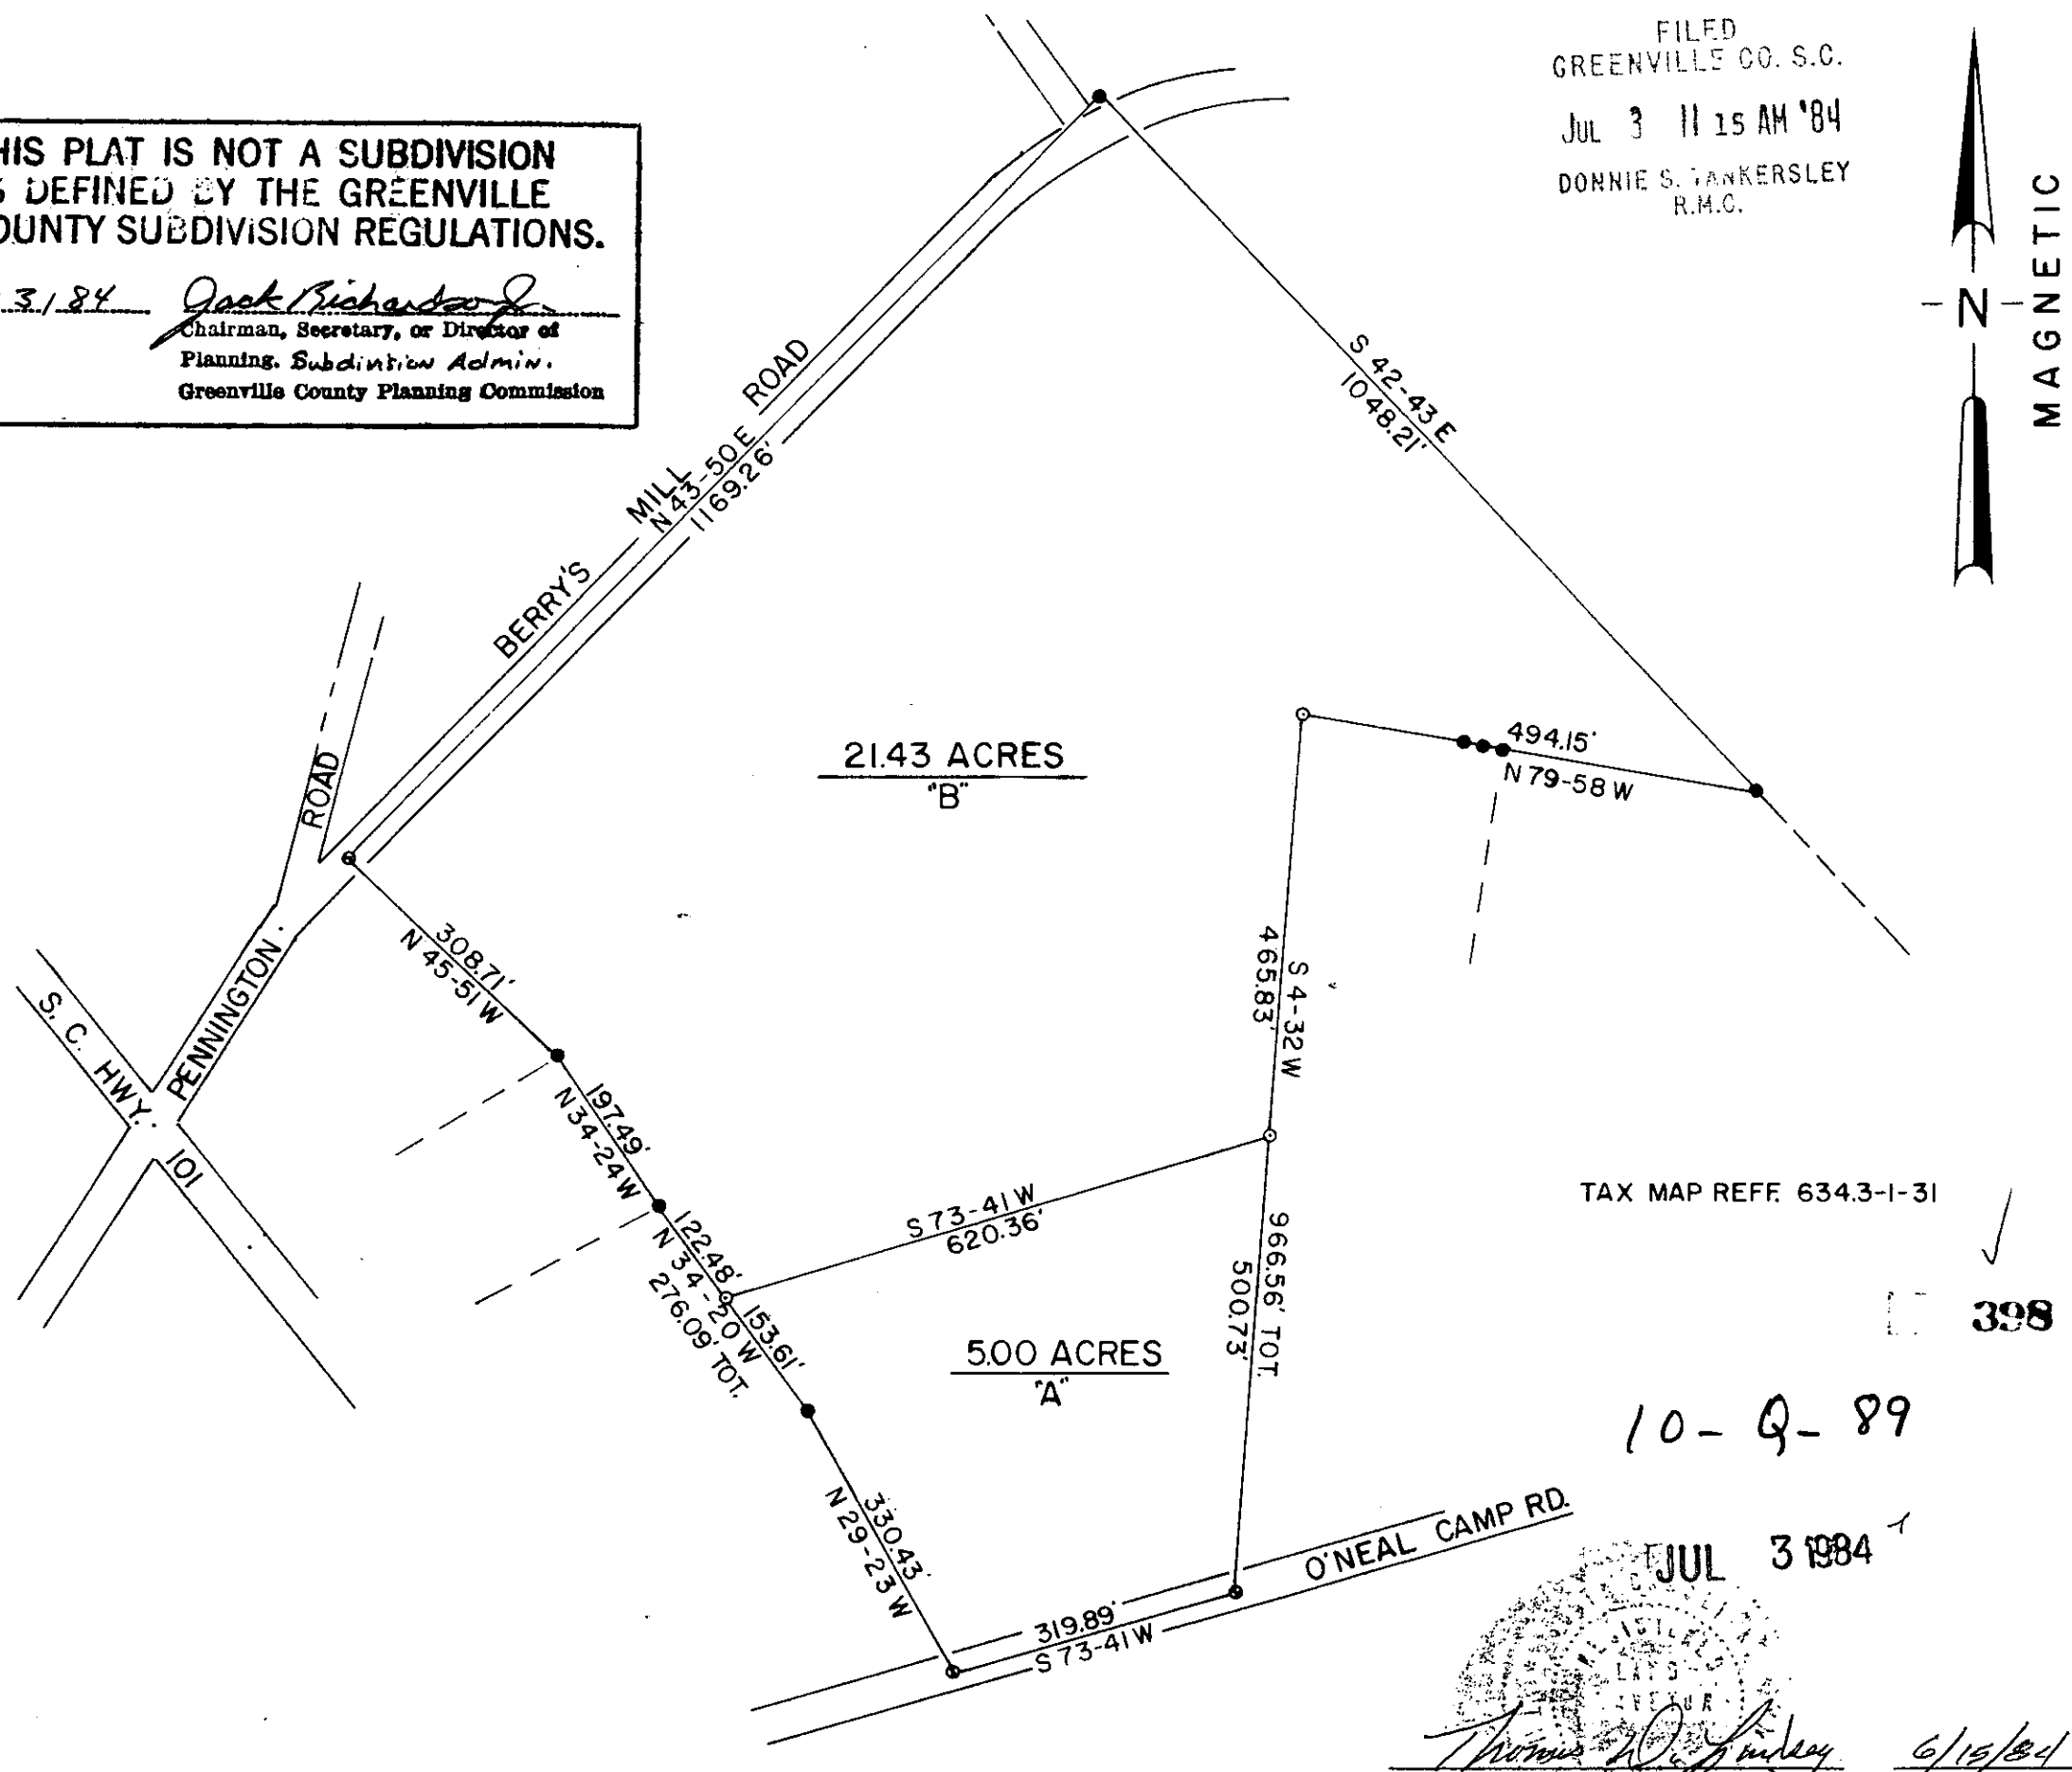 FILED
GREENVILLE CO. S.C.
JUL 3 11 15 AM '84
DONNIE S. TANKERSLEY
R.M.C.
HIS PLAT IS NOT A SUBDIVISION
S DEFINED BY THE GREENVILLE
OUNTY SUBDIVISION REGULATIONS.
3/84 Jack Richardson Jr.
Chairman, Secretary, or Director of
Planning. Subdivision Admin.
Greenville County Planning Commission
N
MAGNETIC
BERRY'S MILL ROAD
N 43-50 E
1169.26'
S 42-43 E
1048.21'
494.15'
N 79-58 W
21.43 ACRES
"B"
PENNINGTON ROAD
S. C. HWY. 101
308.71'
N 45-51 W
197.49'
N 34-24 W
S 4-32 W
465.83'
S 73-41 W
620.36'
122.48'
153.61'
N 34-20 W
276.09' TOT.
966.56' TOT.
500.73'
TAX MAP REFF. 634.3-1-31
398
5.00 ACRES
"A"
10-Q-89
330.43'
N 29-23 W
319.89'
S 73-41 W
O'NEAL CAMP RD.
JUL 3 1984
Thomas D. Lindsey 6/15/84